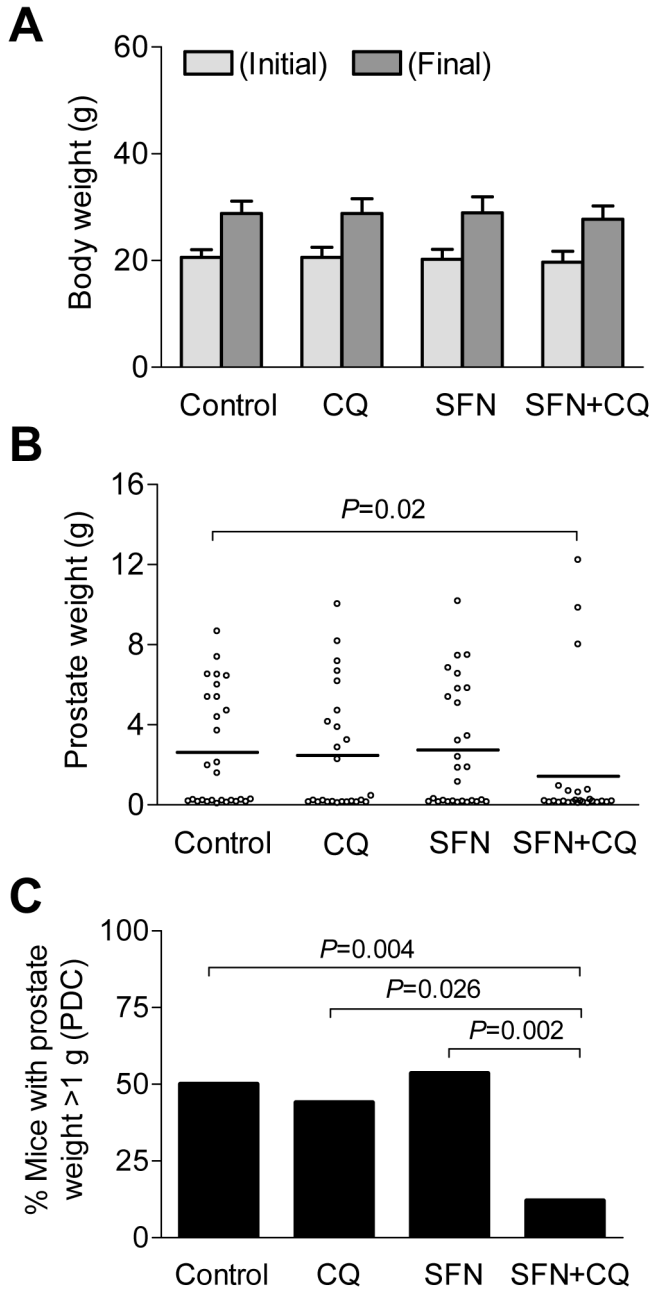 A
60
(Initial) (Final)
40
20
0
Body weight (g)
Control CQ SFN SFN+CQ
B
16
P=0.02
12
8
4
0
Prostate weight (g)
Control CQ SFN SFN+CQ
C
100
P=0.004
P=0.026
75
P=0.002
50
25
0
% Mice with prostate
weight >1 g (PDC)
Control CQ SFN SFN+CQ